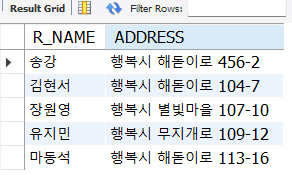 Result Grid Filter Rows:
R_NAME ADDRESS
송강 행복시 해돋이로 456-2
김현서 행복시 해돋이로 104-7
장원영 행복시 별빛마을 107-10
유지민 행복시 무지개로 109-12
마동석 행복시 해돋이로 113-16